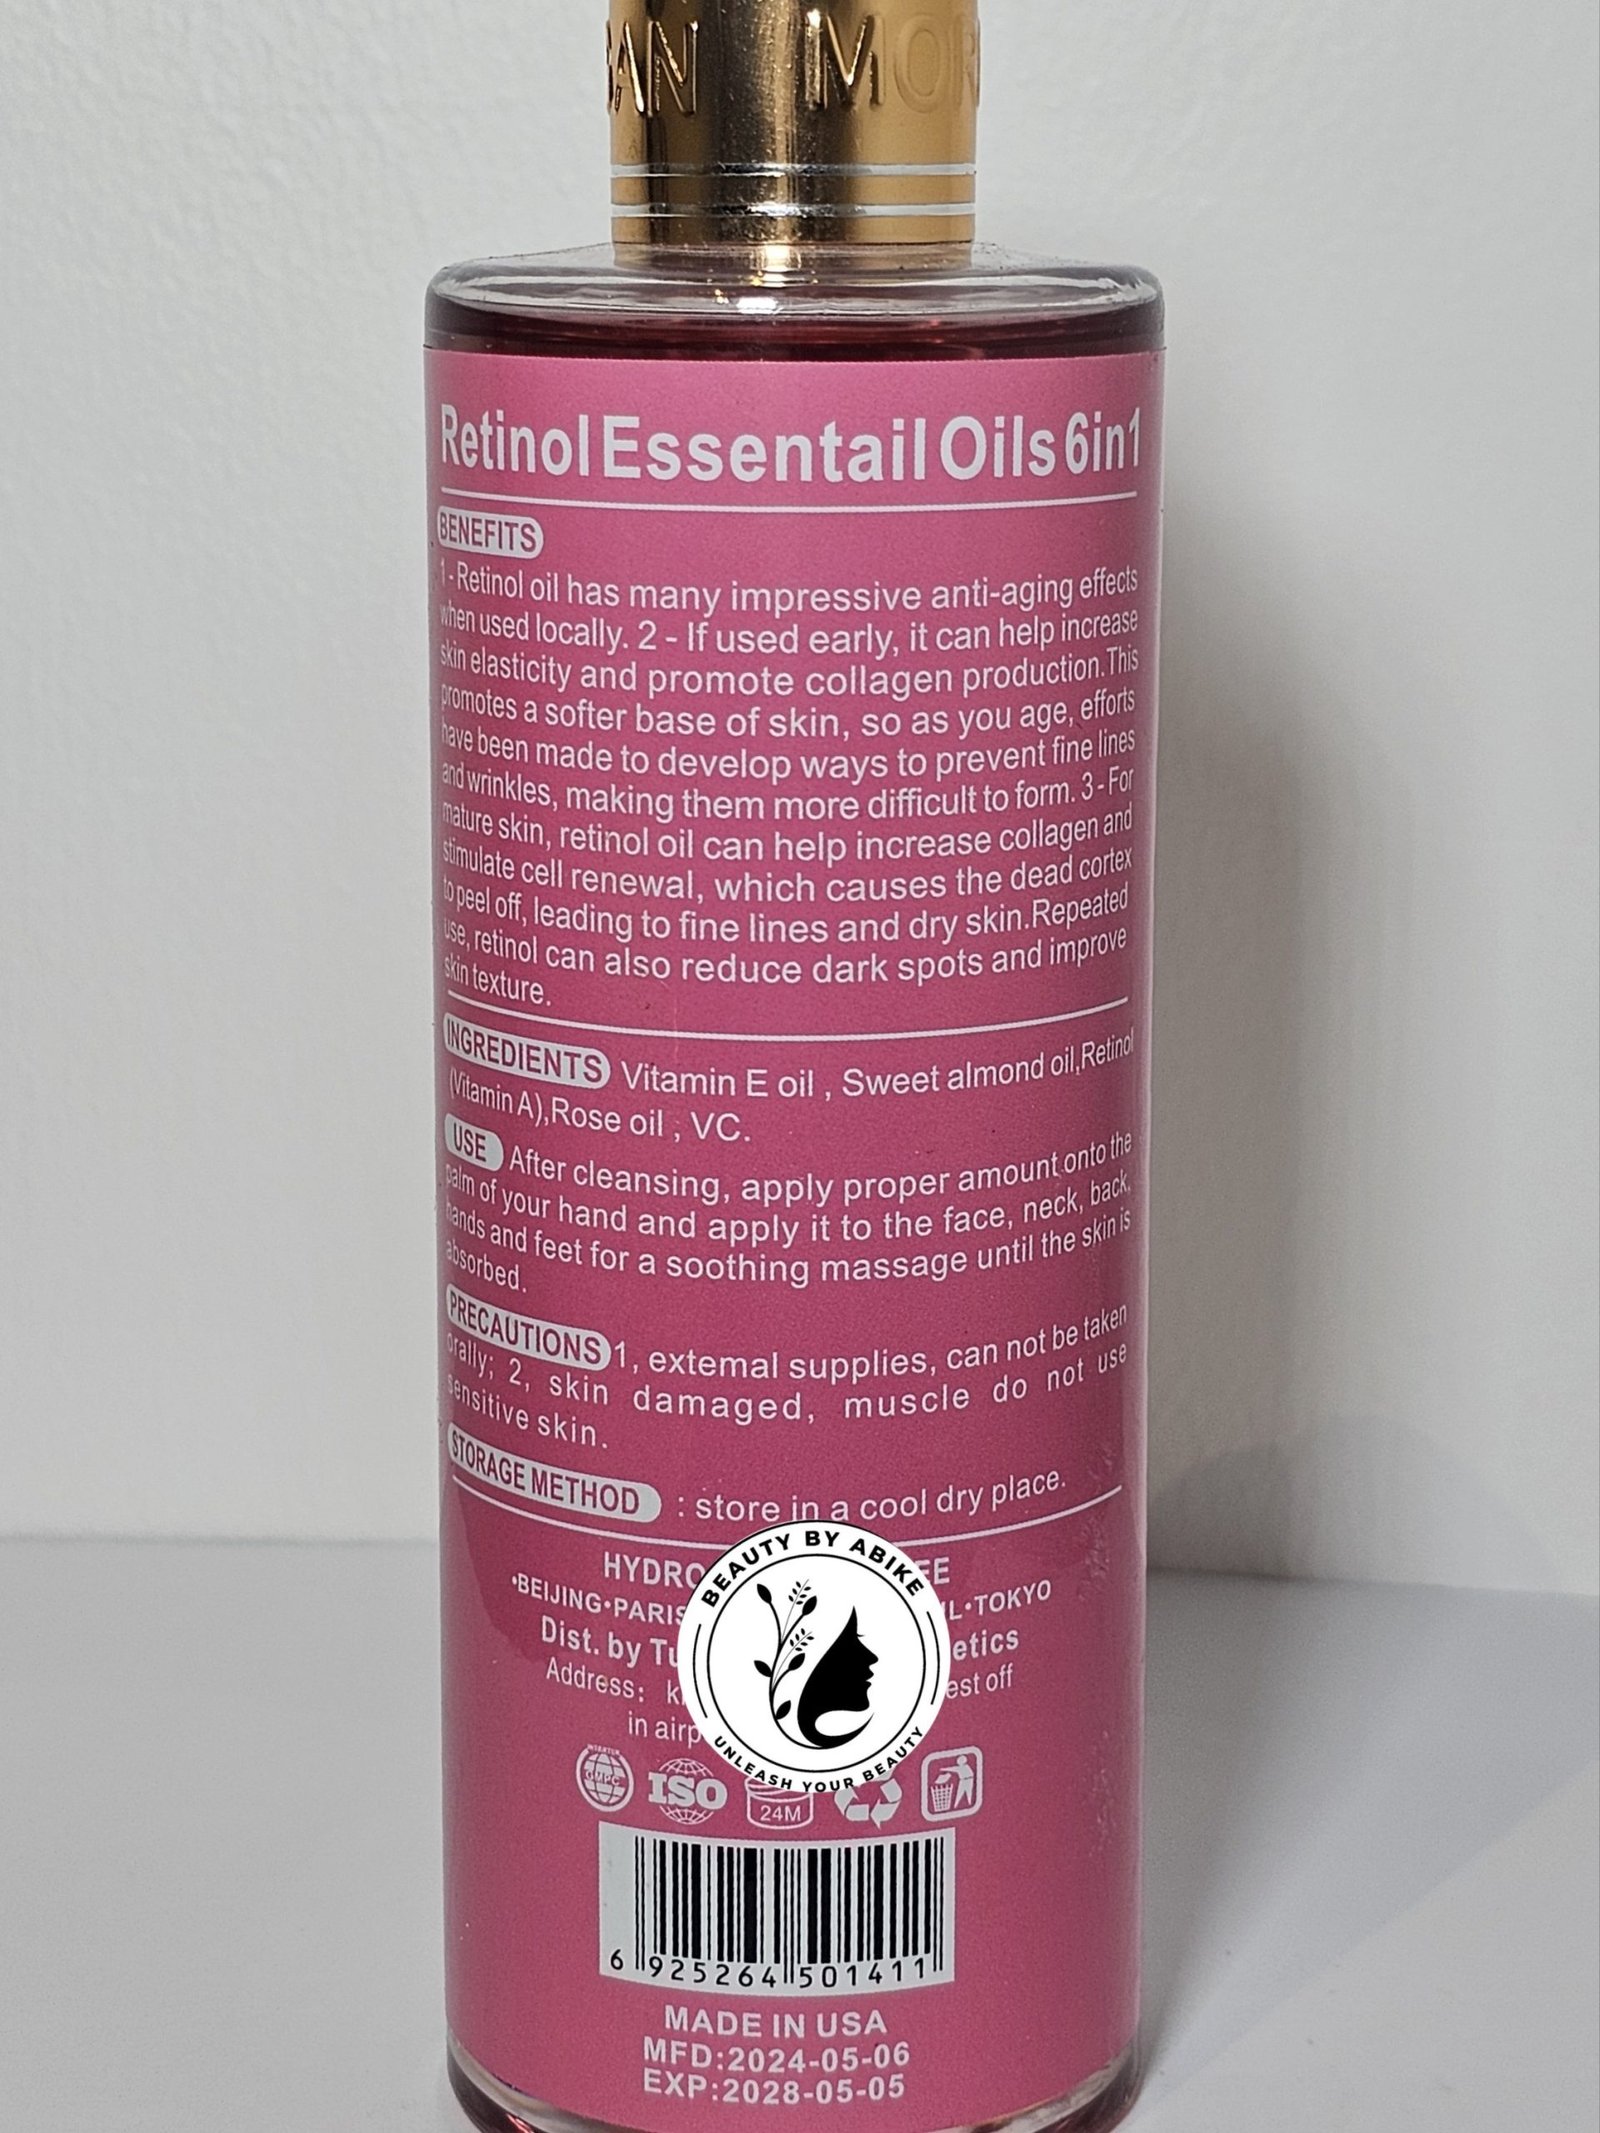 MOR
Retinol Essentail Oils 6in1
BENEFITS
1 - Retinol oil has many impressive anti-aging effects
when used locally. 2 - If used early, it can help increase
skin elasticity and promote collagen production.This
promotes a softer base of skin, so as you age, efforts
have been made to develop ways to prevent fine lines
and wrinkles, making them more difficult to form. 3 - For
mature skin, retinol oil can help increase collagen and
stimulate cell renewal, which causes the dead cortex
to peel off, leading to fine lines and dry skin.Repeated
use, retinol can also reduce dark spots and improve
skin texture.
INGREDIENTS Vitamin E oil , Sweet almond oil,Retinol
(Vitamin A),Rose oil , VC.
USE After cleansing, apply proper amount onto the
palm of your hand and apply it to the face, neck, back,
hands and feet for a soothing massage until the skin is
absorbed.
PRECAUTIONS 1, extemal supplies, can not be taken
orally; 2, skin damaged, muscle do not use
sensitive skin.
STORAGE METHOD : store in a cool dry place.
HYDRO EE
•BEIJING•PARIS L•TOKYO
Dist. by Tu etics
Address: k est off
in airp
BEAUTY BY ABIKE
UNLEASH YOUR BEAUTY
GMPC
ISO
24M
6 925264 501411
MADE IN USA
MFD:2024-05-06
EXP:2028-05-05